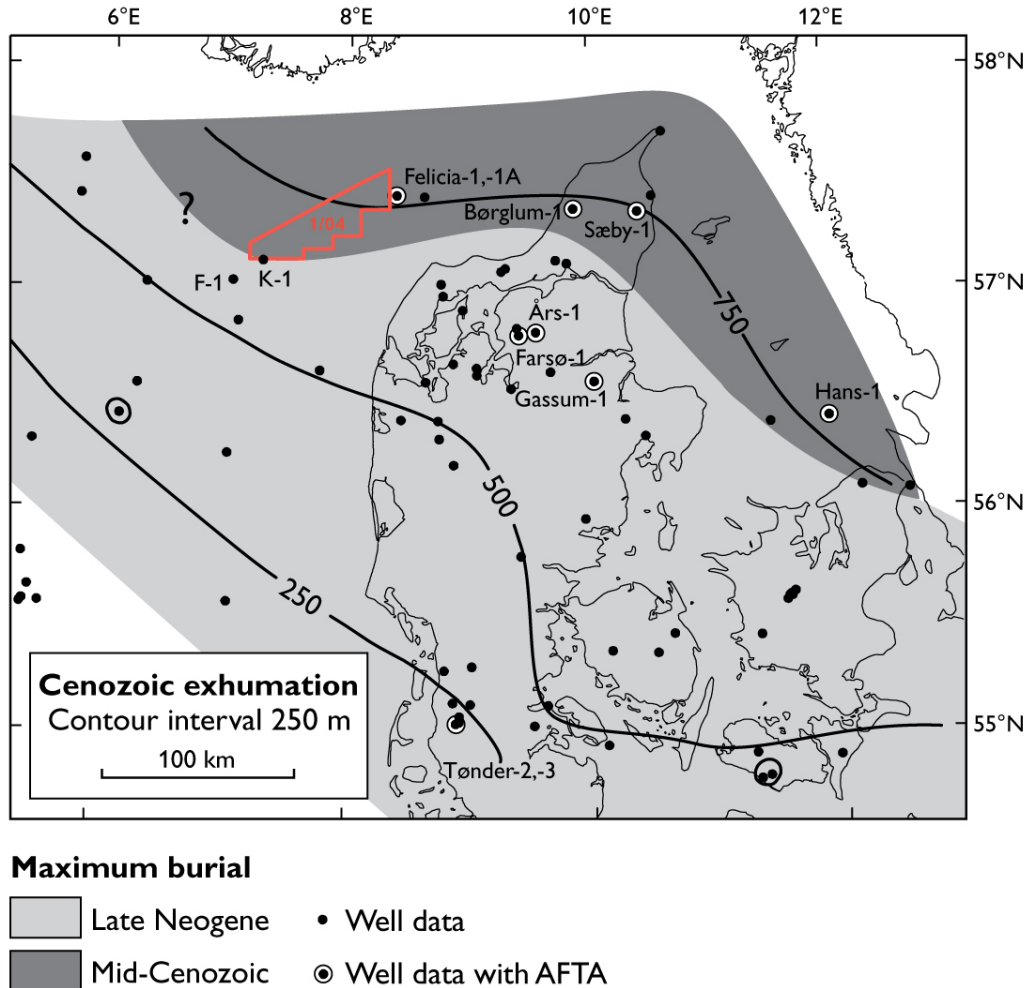 6°E 8°E 10°E 12°E
58°N
Felicia-1,-1A
?
1/04
Børglum-1
Sæby-1
57°N
F-1 K-1
750
Års-1
Farsø-1
Hans-1
Gassum-1
500
56°N
250
Cenozoic exhumation
Contour interval 250 m
100 km
55°N
Tønder-2,-3
Maximum burial
Late Neogene
Well data
Mid-Cenozoic
Well data with AFTA